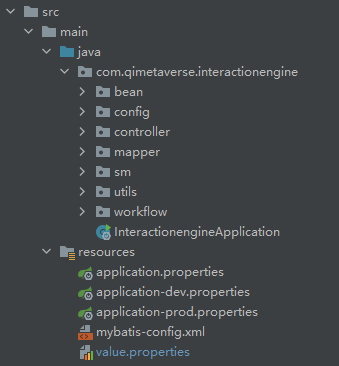 src
main
java
com.qimetaverse.interactionengine
bean
config
controller
mapper
sm
utils
workflow
InteractionengineApplication
resources
application.properties
application-dev.properties
application-prod.properties
mybatis-config.xml
value.properties